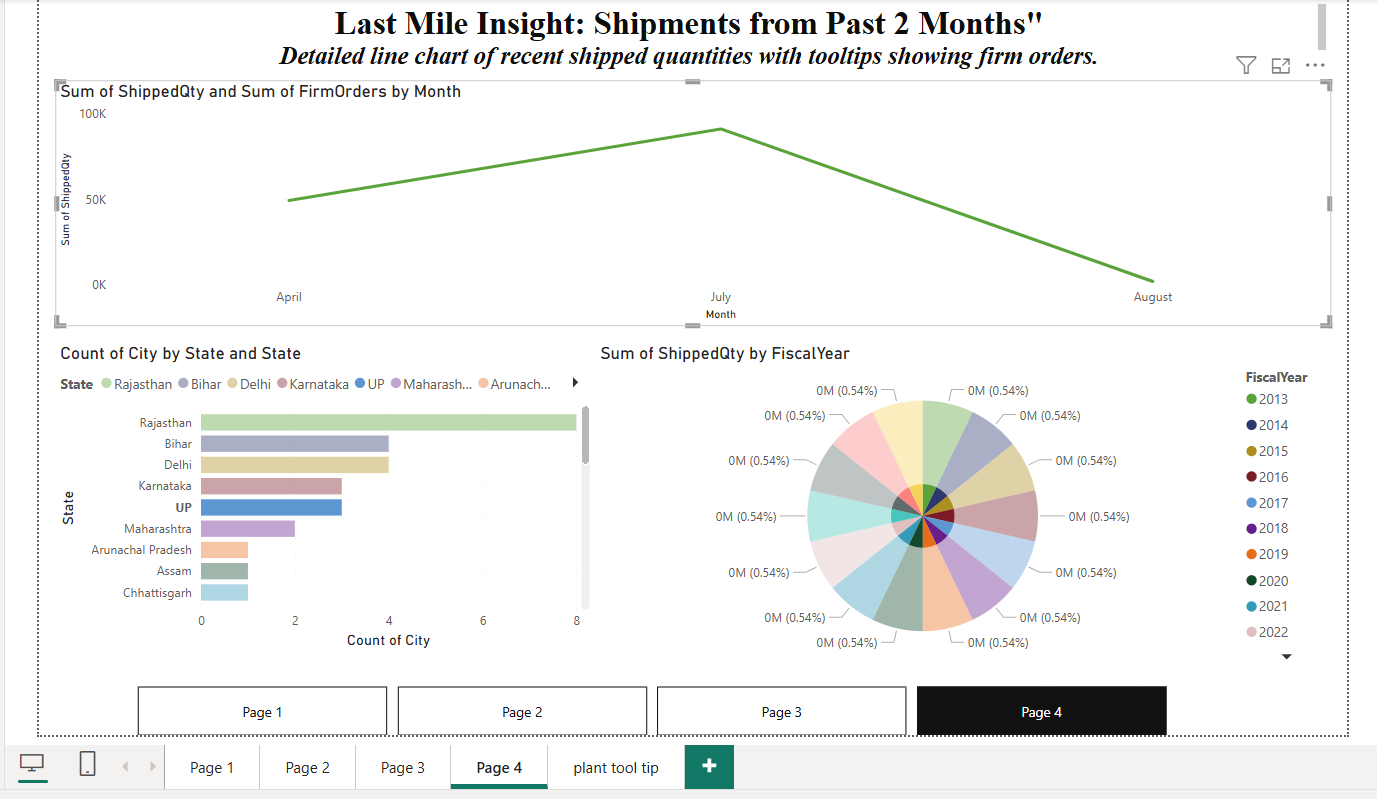 Last Mile Insight: Shipments from Past 2 Months"
Detailed line chart of recent shipped quantities with tooltips showing firm orders.
Sum of ShippedQty and Sum of FirmOrders by Month
Sum of ShippedQty
100K
50K
0K
April
July
August
Month
Count of City by State and State
State
Rajasthan
Bihar
Delhi
Karnataka
UP
Maharash...
Arunach...
State
Rajasthan
Bihar
Delhi
Karnataka
UP
Maharashtra
Arunachal Pradesh
Assam
Chhattisgarh
0
2
4
6
8
Count of City
Sum of ShippedQty by FiscalYear
0M (0.54%)
0M (0.54%)
0M (0.54%)
0M (0.54%)
0M (0.54%)
0M (0.54%)
0M (0.54%)
0M (0.54%)
0M (0.54%)
0M (0.54%)
0M (0.54%)
0M (0.54%)
0M (0.54%)
0M (0.54%)
FiscalYear
2013
2014
2015
2016
2017
2018
2019
2020
2021
2022
Page 1
Page 2
Page 3
Page 4
Page 1
Page 2
Page 3
Page 4
plant tool tip